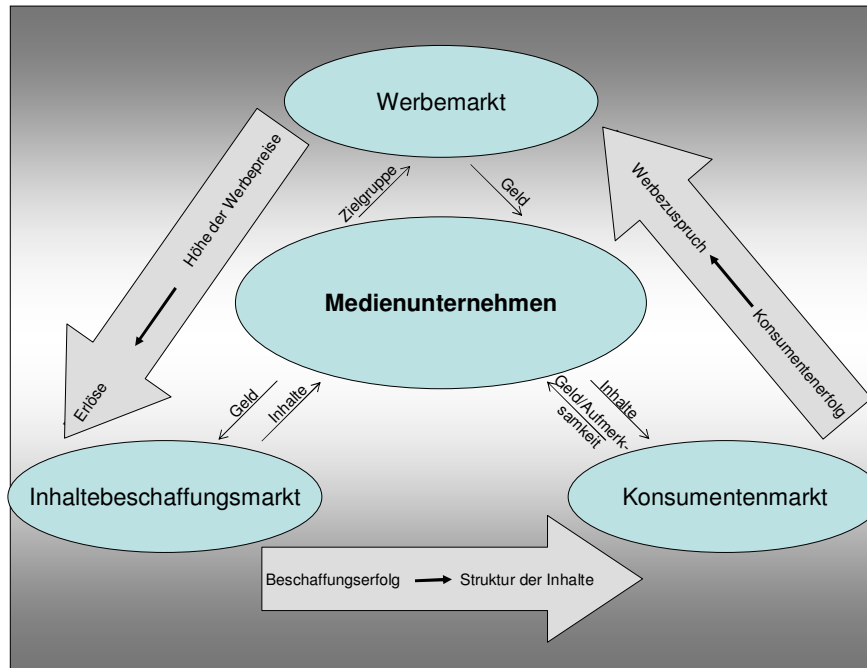 Werbemarkt
Höhe der Werbepreise
Erlöse
Zielgruppe
Geld
Werbezuspruch
Konsumentenerfolg
Medienunternehmen
Geld
Inhalte
Inhalte
Geld/Aufmerk-
samkeit
Inhaltebeschaffungsmarkt
Konsumentenmarkt
Beschaffungserfolg
Struktur der Inhalte